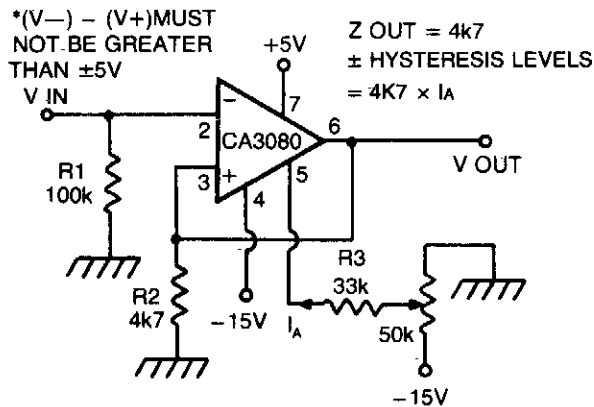 *(V—) – (V+)MUST
NOT BE GREATER
THAN ±5V
V IN
Z OUT = 4k7
± HYSTERESIS LEVELS
= 4K7 × IA
+5V
7
2
–
CA3080
6
V OUT
3
+
5
4
R1
100k
R2
4k7
–15V
IA
R3
33k
50k
–15V